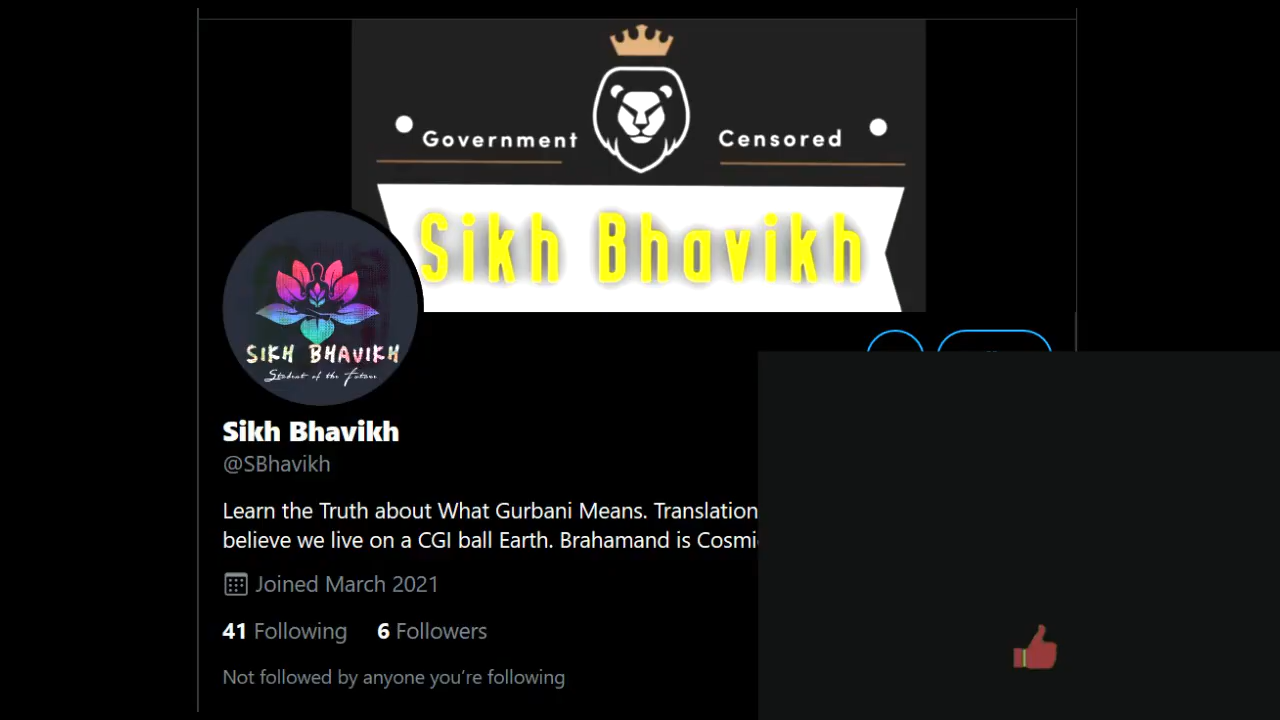 Government Censored
Sikh Bhavikh
SIKH BHAVIKH
Student of the Future
Sikh Bhavikh
@SBhavikh
Learn the Truth about What Gurbani Means. Translation
believe we live on a CGI ball Earth. Brahamand is Cosmi
Joined March 2021
41 Following 6 Followers
Not followed by anyone you’re following